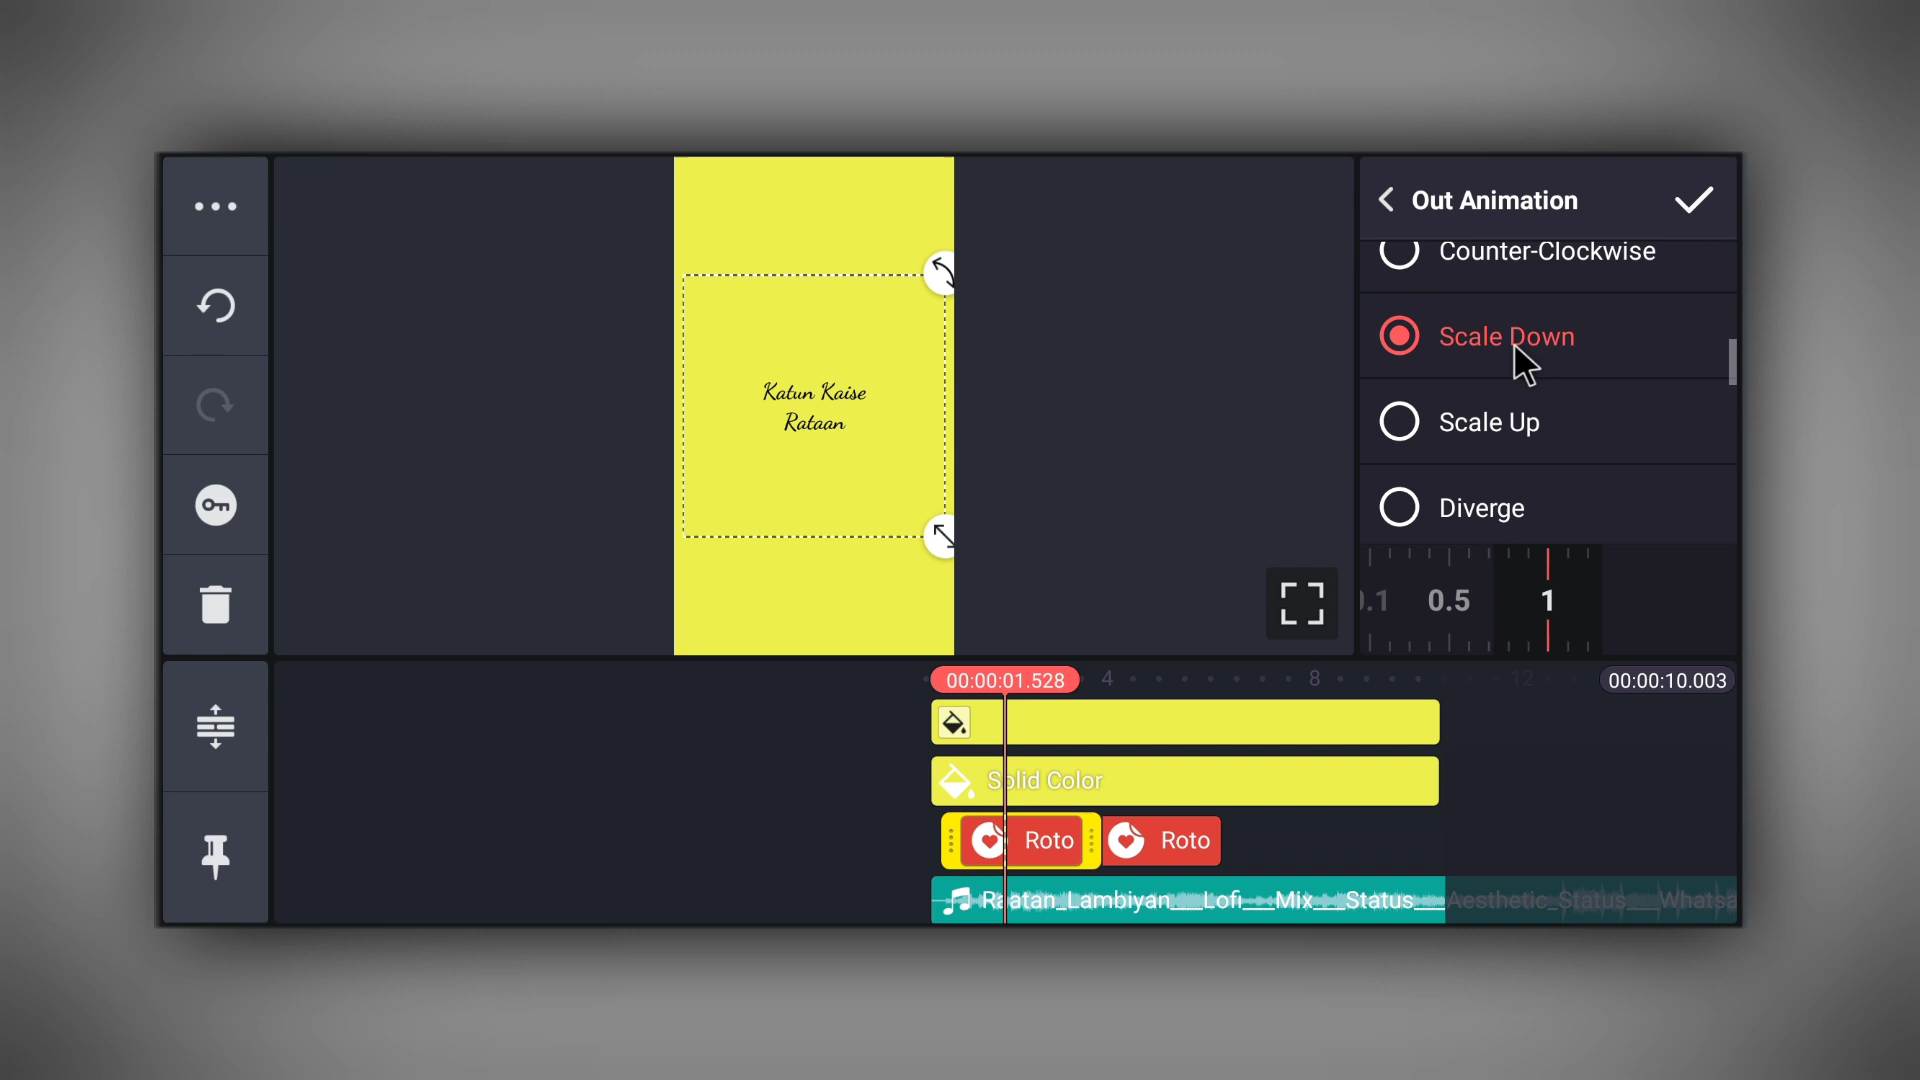 Out Animation
Counter-Clockwise
Scale Down
Scale Up
Diverge
0.5
1
Katun Kaise
Rataan
00:00:01.528
4
8
12
00:00:10.003
Solid Color
Roto
Roto
Raatan_Lambiyan___Lofi___Mix___Status___Aesthetic_Status___Whatsa